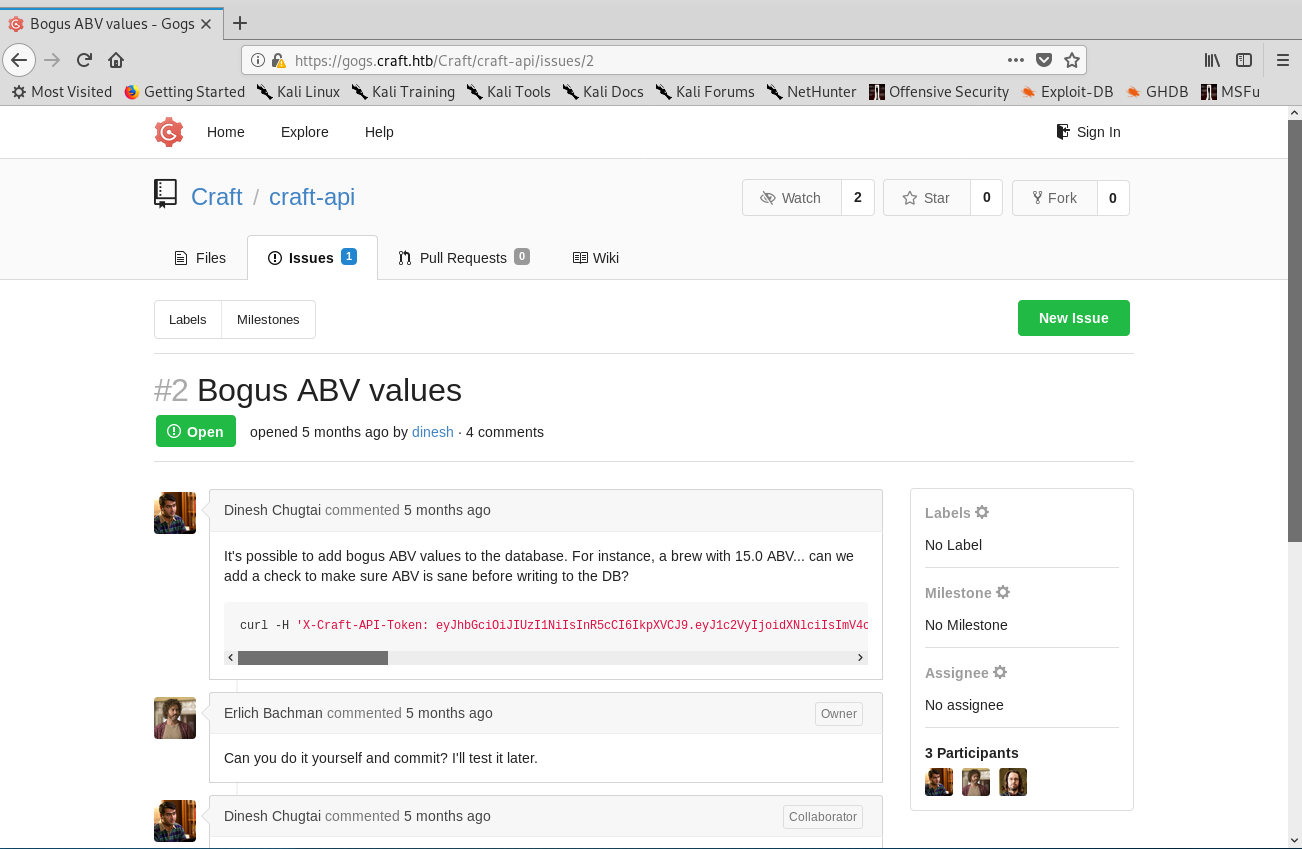 Bogus ABV values - Gogs
https://gogs.craft.htb/Craft/craft-api/issues/2
Most Visited Getting Started Kali Linux Kali Training Kali Tools Kali Docs Kali Forums NetHunter Offensive Security Exploit-DB GHDB MSFu
Home Explore Help Sign In
Craft / craft-api Watch 2 Star 0 Fork 0
Files Issues 1 Pull Requests 0 Wiki
Labels Milestones New Issue
#2 Bogus ABV values
Open opened 5 months ago by dinesh · 4 comments
Dinesh Chugtai commented 5 months ago
It's possible to add bogus ABV values to the database. For instance, a brew with 15.0 ABV... can we
add a check to make sure ABV is sane before writing to the DB?
curl -H 'X-Craft-API-Token: eyJhbGciOiJIUzI1NiIsInR5cCI6IkpXVCJ9.eyJ1c2VyIjoidXNlciIsImV4c
Erlich Bachman commented 5 months ago Owner
Can you do it yourself and commit? I'll test it later.
Dinesh Chugtai commented 5 months ago Collaborator
Labels
No Label
Milestone
No Milestone
Assignee
No assignee
3 Participants